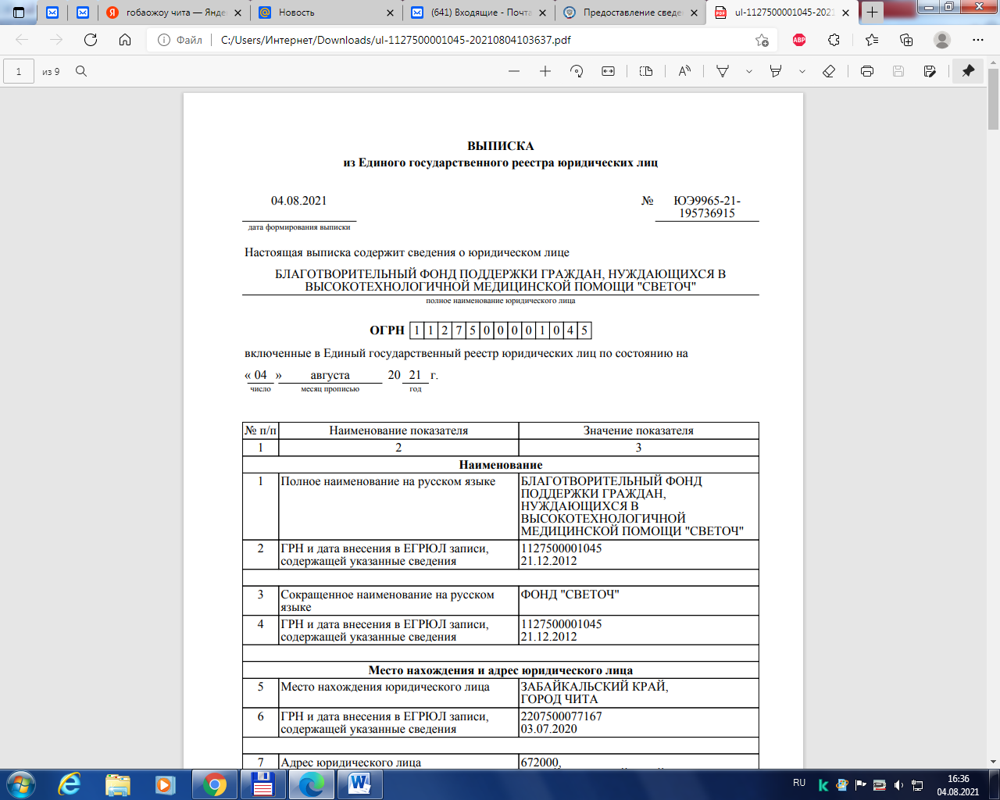 гобаожоу чита — Янде
Новость
(641) Входящие - Почта
Предоставление сведе
ul-1127500001045-2021
Файл
C:/Users/Интернет/Downloads/ul-1127500001045-20210804103637.pdf
ABP
1 из 9
ВЫПИСКА
из Единого государственного реестра юридических лиц
04.08.2021
№ ЮЭ9965-21-
195736915
дата формирования выписки
Настоящая выписка содержит сведения о юридическом лице
БЛАГОТВОРИТЕЛЬНЫЙ ФОНД ПОДДЕРЖКИ ГРАЖДАН, НУЖДАЮЩИХСЯ В
ВЫСОКОТЕХНОЛОГИЧНОЙ МЕДИЦИНСКОЙ ПОМОЩИ "СВЕТОЧ"
полное наименование юридического лица
ОГРН 1 1 2 7 5 0 0 0 0 1 0 4 5
включенные в Единый государственный реестр юридических лиц по состоянию на
« 04 » августа 20 21 г.
число месяц прописью год
№ п/п Наименование показателя Значение показателя
1 2 3
Наименование
1 Полное наименование на русском языке БЛАГОТВОРИТЕЛЬНЫЙ ФОНД
ПОДДЕРЖКИ ГРАЖДАН,
НУЖДАЮЩИХСЯ В
ВЫСОКОТЕХНОЛОГИЧНОЙ
МЕДИЦИНСКОЙ ПОМОЩИ "СВЕТОЧ"
2 ГРН и дата внесения в ЕГРЮЛ записи, 1127500001045
содержащей указанные сведения 21.12.2012
3 Сокращенное наименование на русском ФОНД "СВЕТОЧ"
языке
4 ГРН и дата внесения в ЕГРЮЛ записи, 1127500001045
содержащей указанные сведения 21.12.2012
Место нахождения и адрес юридического лица
5 Место нахождения юридического лица ЗАБАЙКАЛЬСКИЙ КРАЙ,
ГОРОД ЧИТА
6 ГРН и дата внесения в ЕГРЮЛ записи, 2207500077167
содержащей указанные сведения 03.07.2020
7 Адрес юридического лица 672000,
RU
16:36
04.08.2021